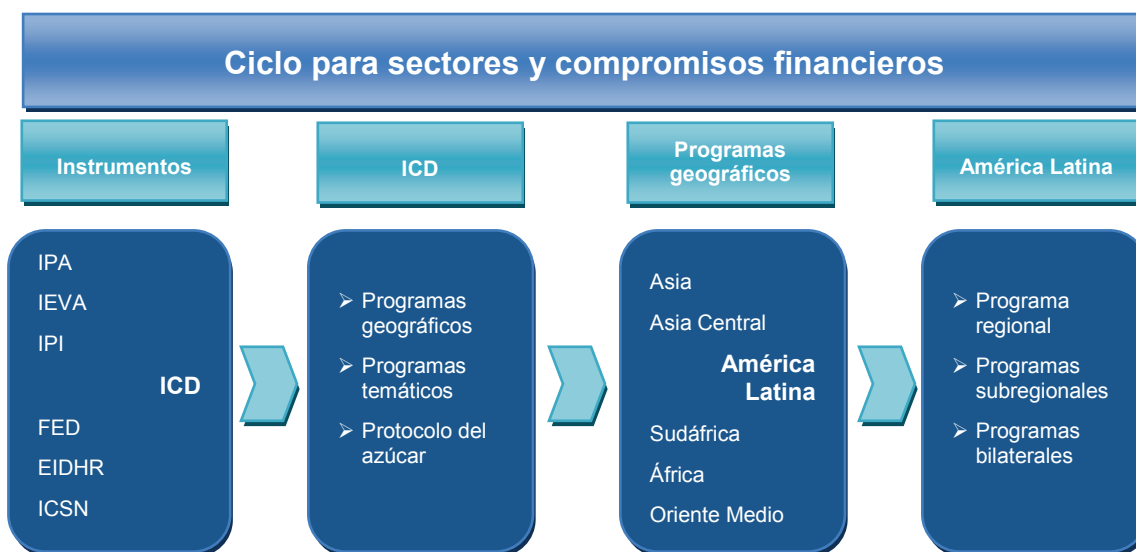 Ciclo para sectores y compromisos financieros
Instrumentos
IPA
IEVA
IPI
ICD
FED
EIDHR
ICSN
ICD
➢ Programas
geográficos
➢ Programas
temáticos
➢ Protocolo del
azúcar
Programas
geográficos
Asia
Asia Central
América
Latina
Sudáfrica
África
Oriente Medio
América Latina
➢ Programa
regional
➢ Programas
subregionales
➢ Programas
bilaterales